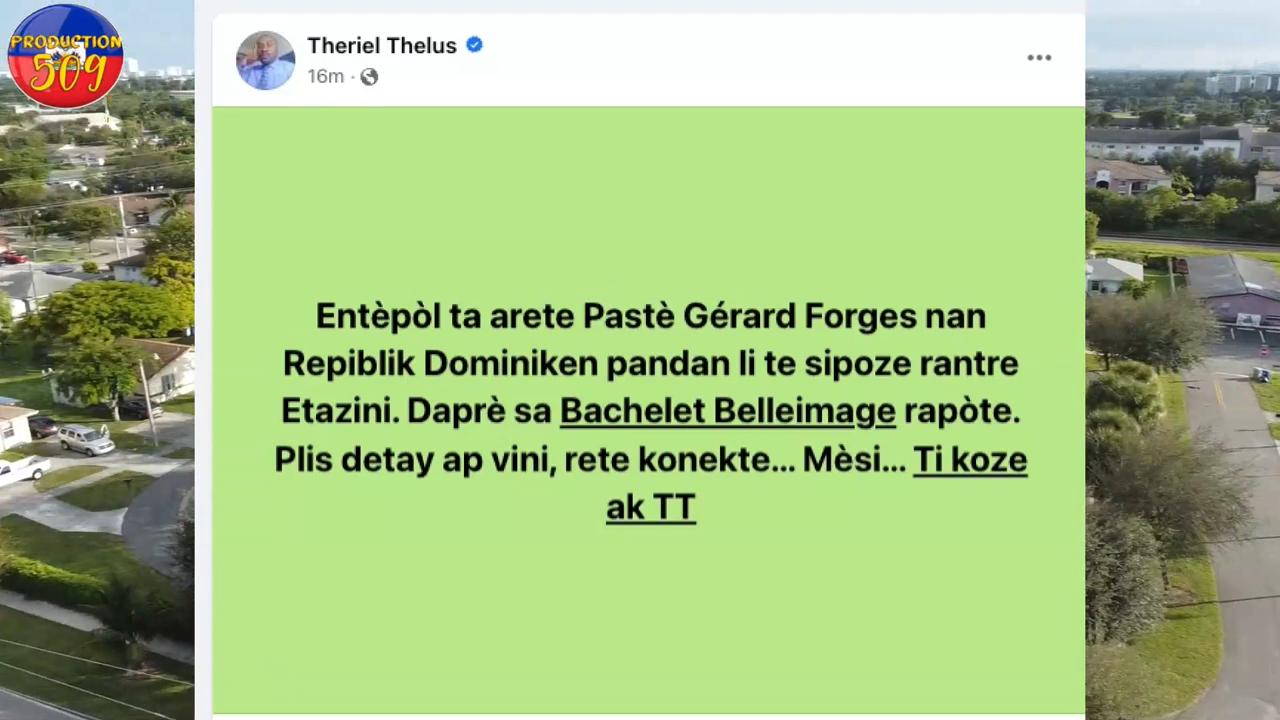 PRODUCTION
509
Theriel Thelus
16m ·
Entèpòl ta arete Pastè Gérard Forges nan
Repiblik Dominiken pandan li te sipoze rantre
Etazini. Daprè sa Bachelet Belleimage rapòte.
Plis detay ap vini, rete konekte... Mèsi... Ti koze
ak TT